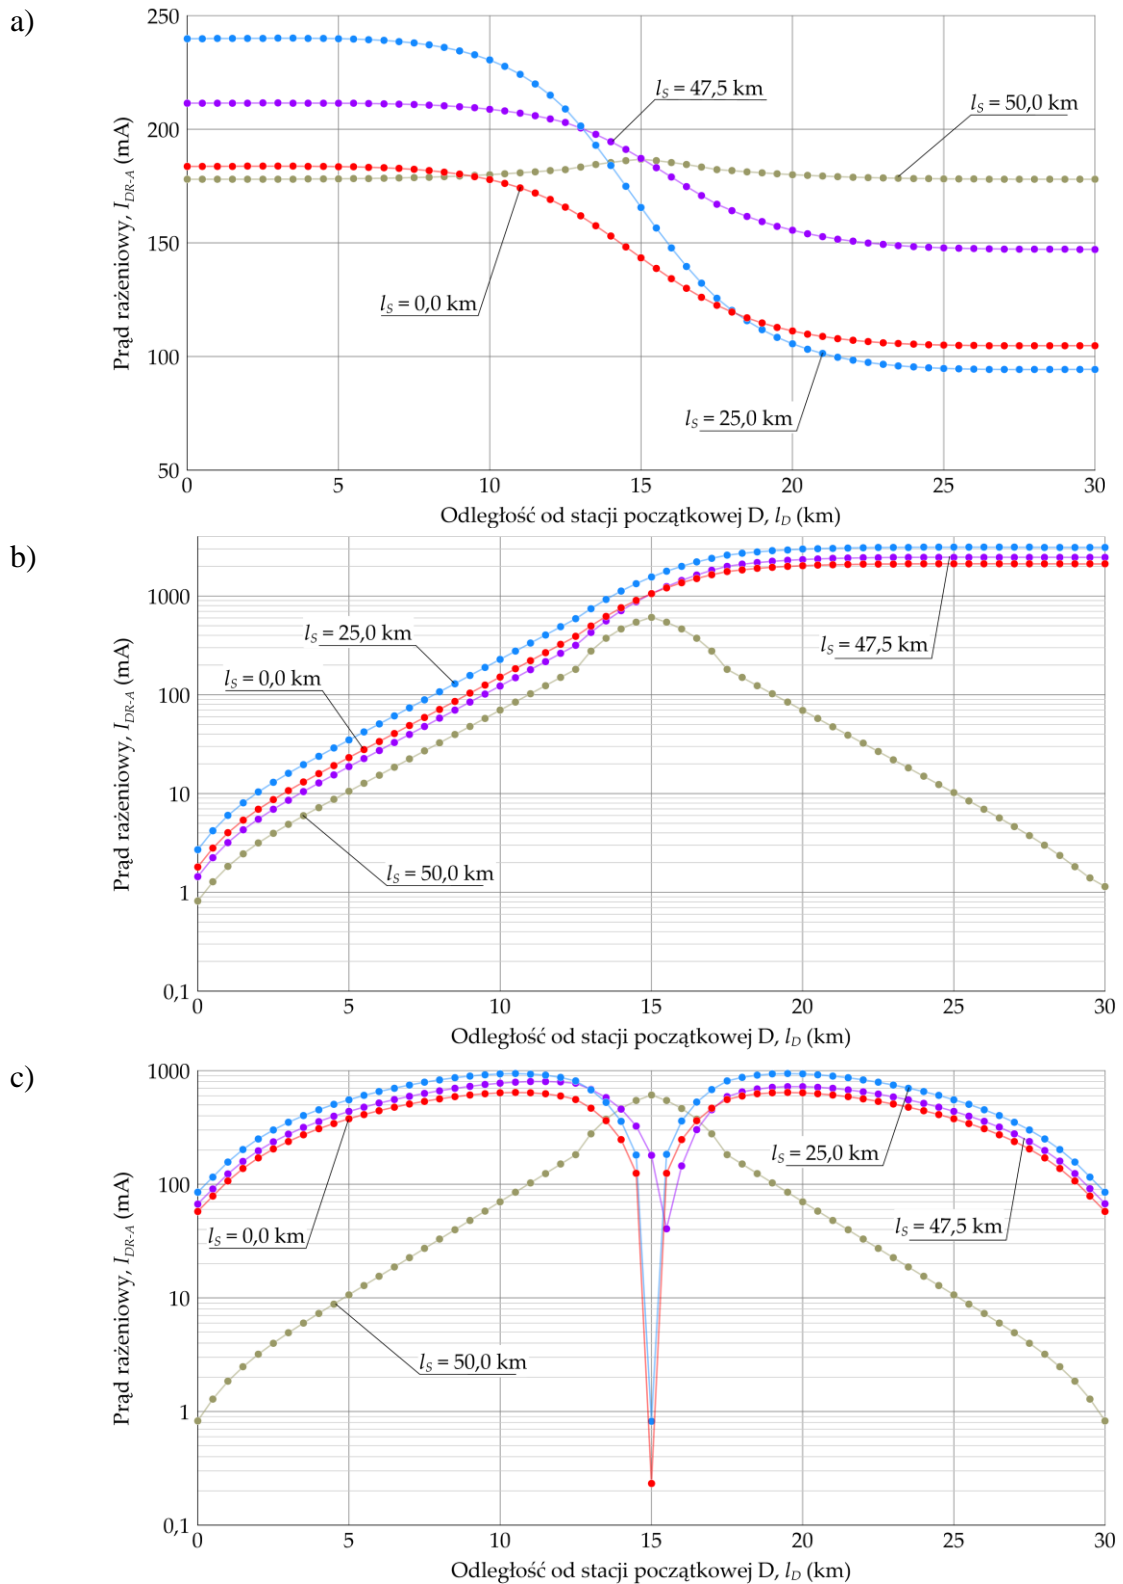 a)
250
200
150
100
50
Prąd rażeniowy, I_DR-A (mA)
l_S = 47,5 km
l_S = 50,0 km
l_S = 0,0 km
l_S = 25,0 km
0 5 10 15 20 25 30
Odległość od stacji początkowej D, l_D (km)
b)
1000
100
10
1
0,1
Prąd rażeniowy, I_DR-A (mA)
l_S = 25,0 km
l_S = 0,0 km
l_S = 47,5 km
l_S = 50,0 km
0 5 10 15 20 25 30
Odległość od stacji początkowej D, l_D (km)
c)
1000
100
10
1
0,1
Prąd rażeniowy, I_DR-A (mA)
l_S = 0,0 km
l_S = 25,0 km
l_S = 47,5 km
l_S = 50,0 km
0 5 10 15 20 25 30
Odległość od stacji początkowej D, l_D (km)